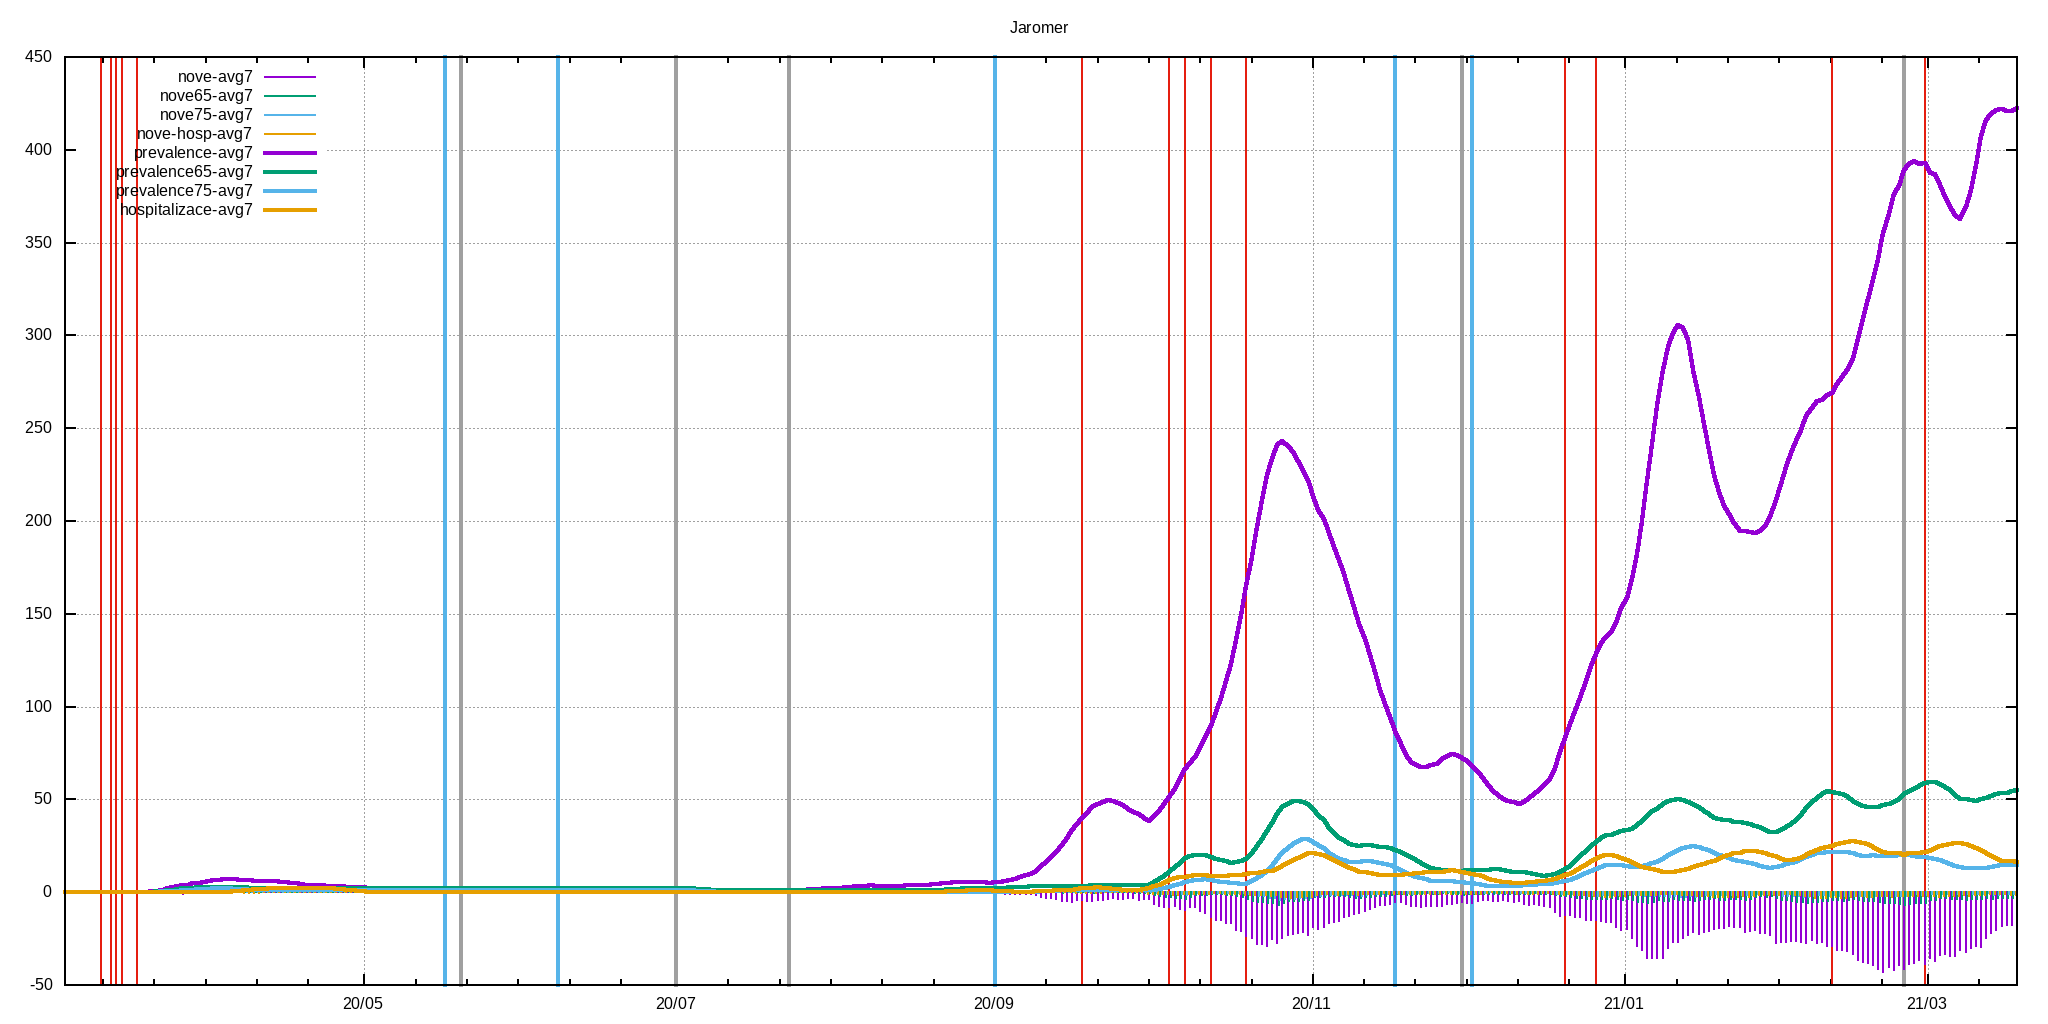 Jaromer
450
400
350
300
250
200
150
100
50
0
-50
nove-avg7
nove65-avg7
nove75-avg7
nove-hosp-avg7
prevalence-avg7
prevalence65-avg7
prevalence75-avg7
hospitalizace-avg7
20/05 20/07 20/09 20/11 21/01 21/03